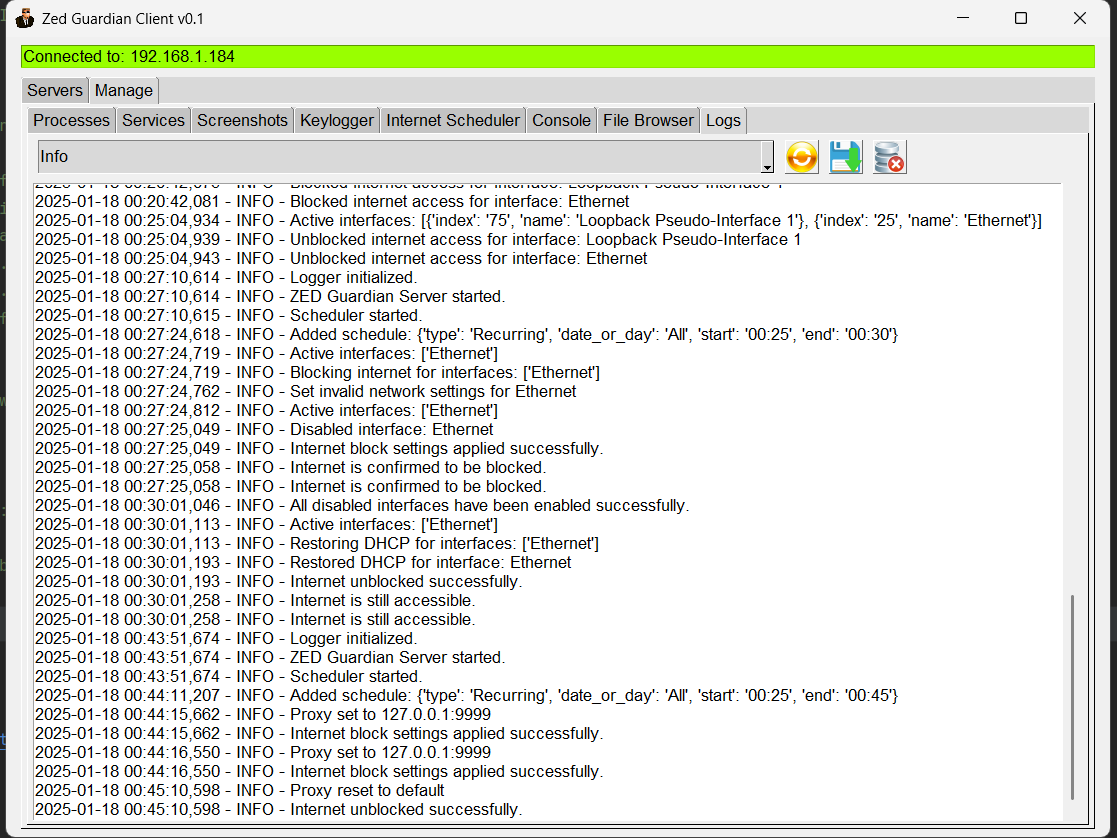 Zed Guardian Client v0.1
Connected to: 192.168.1.184
Servers Manage
Processes Services Screenshots Keylogger Internet Scheduler Console File Browser Logs
Info
2025-01-18 00:20:42,078 - INFO - Blocked internet access for interface: Loopback Pseudo-Interface 1
2025-01-18 00:20:42,081 - INFO - Blocked internet access for interface: Ethernet
2025-01-18 00:25:04,934 - INFO - Active interfaces: [{'index': '75', 'name': 'Loopback Pseudo-Interface 1'}, {'index': '25', 'name': 'Ethernet'}]
2025-01-18 00:25:04,939 - INFO - Unblocked internet access for interface: Loopback Pseudo-Interface 1
2025-01-18 00:25:04,943 - INFO - Unblocked internet access for interface: Ethernet
2025-01-18 00:27:10,614 - INFO - Logger initialized.
2025-01-18 00:27:10,614 - INFO - ZED Guardian Server started.
2025-01-18 00:27:10,615 - INFO - Scheduler started.
2025-01-18 00:27:24,618 - INFO - Added schedule: {'type': 'Recurring', 'date_or_day': 'All', 'start': '00:25', 'end': '00:30'}
2025-01-18 00:27:24,719 - INFO - Active interfaces: ['Ethernet']
2025-01-18 00:27:24,719 - INFO - Blocking internet for interfaces: ['Ethernet']
2025-01-18 00:27:24,762 - INFO - Set invalid network settings for Ethernet
2025-01-18 00:27:24,812 - INFO - Active interfaces: ['Ethernet']
2025-01-18 00:27:25,049 - INFO - Disabled interface: Ethernet
2025-01-18 00:27:25,049 - INFO - Internet block settings applied successfully.
2025-01-18 00:27:25,058 - INFO - Internet is confirmed to be blocked.
2025-01-18 00:27:25,058 - INFO - Internet is confirmed to be blocked.
2025-01-18 00:30:01,046 - INFO - All disabled interfaces have been enabled successfully.
2025-01-18 00:30:01,113 - INFO - Active interfaces: ['Ethernet']
2025-01-18 00:30:01,113 - INFO - Restoring DHCP for interfaces: ['Ethernet']
2025-01-18 00:30:01,193 - INFO - Restored DHCP for interface: Ethernet
2025-01-18 00:30:01,193 - INFO - Internet unblocked successfully.
2025-01-18 00:30:01,258 - INFO - Internet is still accessible.
2025-01-18 00:30:01,258 - INFO - Internet is still accessible.
2025-01-18 00:43:51,674 - INFO - Logger initialized.
2025-01-18 00:43:51,674 - INFO - ZED Guardian Server started.
2025-01-18 00:43:51,674 - INFO - Scheduler started.
2025-01-18 00:44:11,207 - INFO - Added schedule: {'type': 'Recurring', 'date_or_day': 'All', 'start': '00:25', 'end': '00:45'}
2025-01-18 00:44:15,662 - INFO - Proxy set to 127.0.0.1:9999
2025-01-18 00:44:15,662 - INFO - Internet block settings applied successfully.
2025-01-18 00:44:16,550 - INFO - Proxy set to 127.0.0.1:9999
2025-01-18 00:44:16,550 - INFO - Internet block settings applied successfully.
2025-01-18 00:45:10,598 - INFO - Proxy reset to default
2025-01-18 00:45:10,598 - INFO - Internet unblocked successfully.